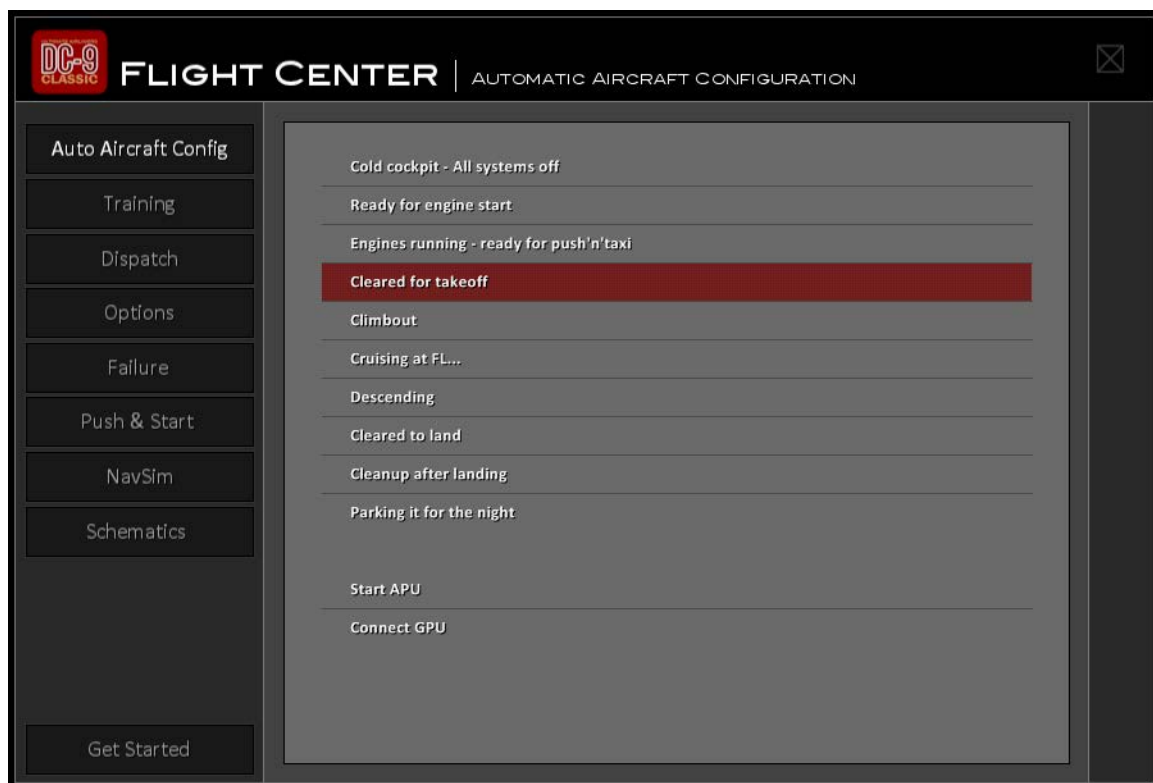 DC-9
CLASSIC
FLIGHT CENTER | AUTOMATIC AIRCRAFT CONFIGURATION
Auto Aircraft Config
Training
Dispatch
Options
Failure
Push & Start
NavSim
Schematics
Get Started
Cold cockpit - All systems off
Ready for engine start
Engines running - ready for push'n'taxi
Cleared for takeoff
Climbout
Cruising at FL...
Descending
Cleared to land
Cleanup after landing
Parking it for the night
Start APU
Connect GPU